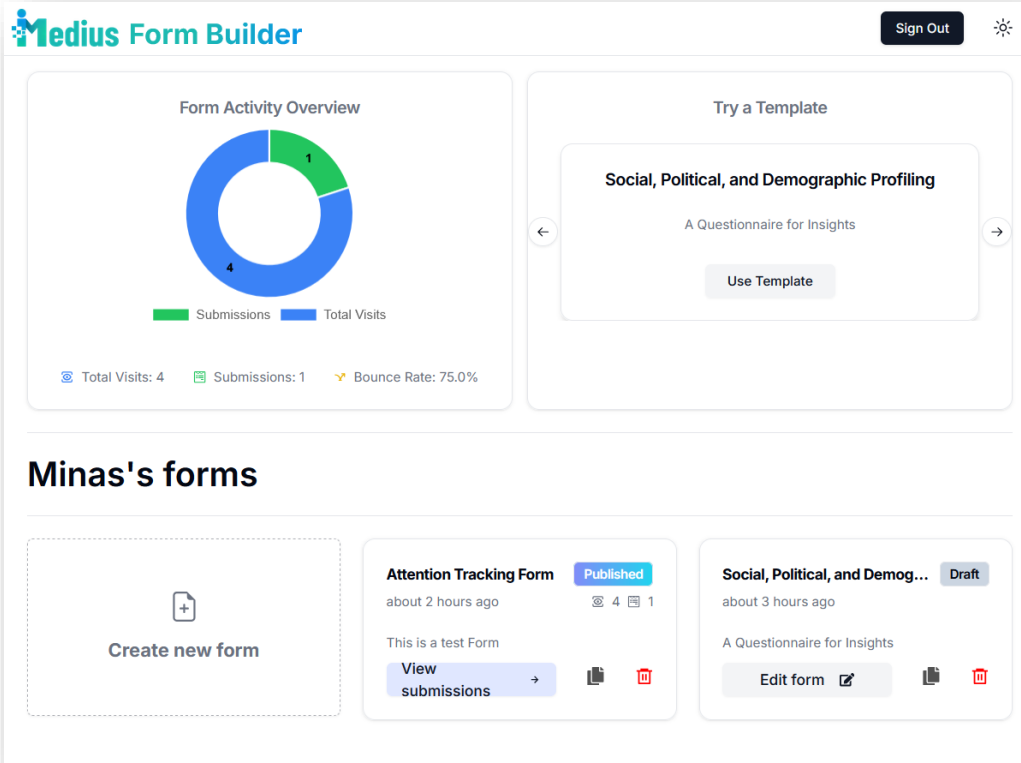 Medius Form Builder
Sign Out
Form Activity Overview
1
4
Submissions Total Visits
Total Visits: 4 Submissions: 1 Bounce Rate: 75.0%
Try a Template
Social, Political, and Demographic Profiling
A Questionnaire for Insights
Use Template
Minas's forms
Create new form
Attention Tracking Form Published
about 2 hours ago 4 1
This is a test Form
View
submissions
Social, Political, and Demog... Draft
about 3 hours ago
A Questionnaire for Insights
Edit form